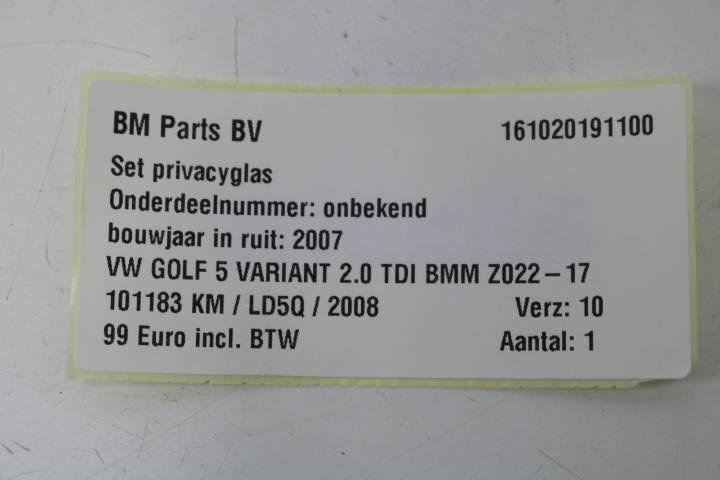 BM Parts BV 161020191100
Set privacyglas
Onderdeelnummer: onbekend
bouwjaar in ruit: 2007
VW GOLF 5 VARIANT 2.0 TDI BMM Z022-17
101183 KM / LD5Q / 2008 Verz: 10
99 Euro incl. BTW Aantal: 1